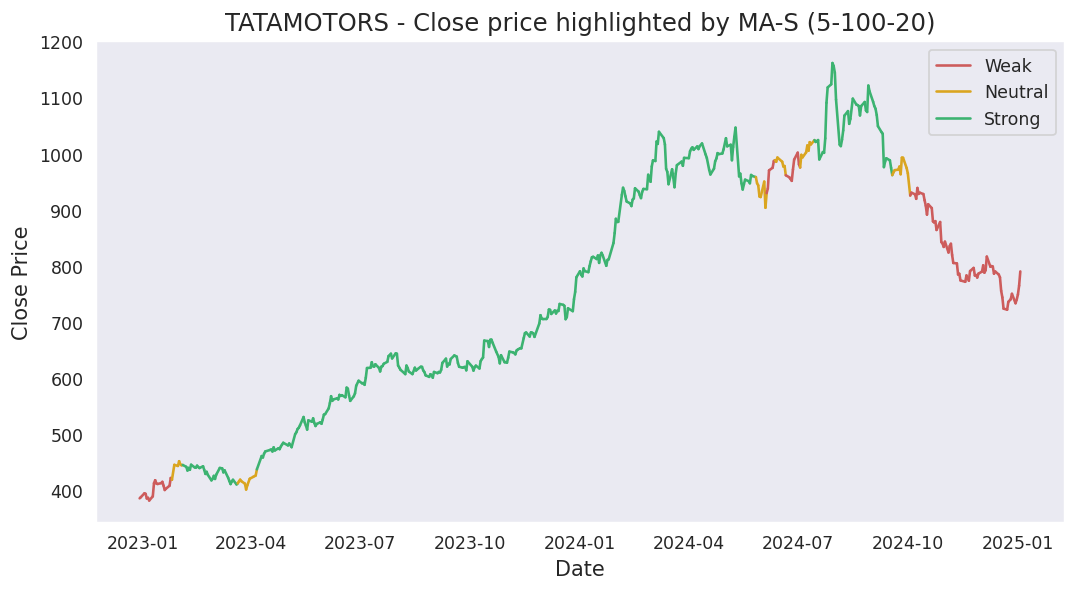 TATAMOTORS - Close price highlighted by MA-S (5-100-20)
1200
1100
1000
900
800
700
600
500
400
Close Price
Weak
Neutral
Strong
2023-01 2023-04 2023-07 2023-10 2024-01 2024-04 2024-07 2024-10 2025-01
Date